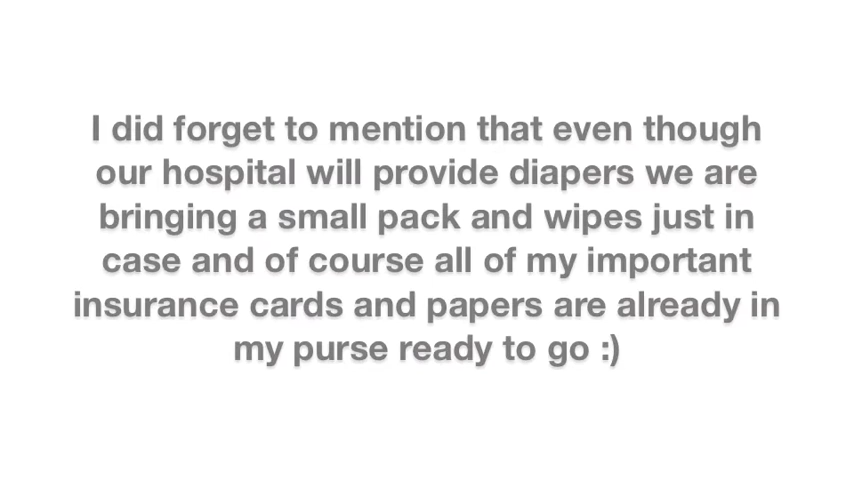 I did forget to mention that even though
our hospital will provide diapers we are
bringing a small pack and wipes just in
case and of course all of my important
insurance cards and papers are already in
my purse ready to go :)